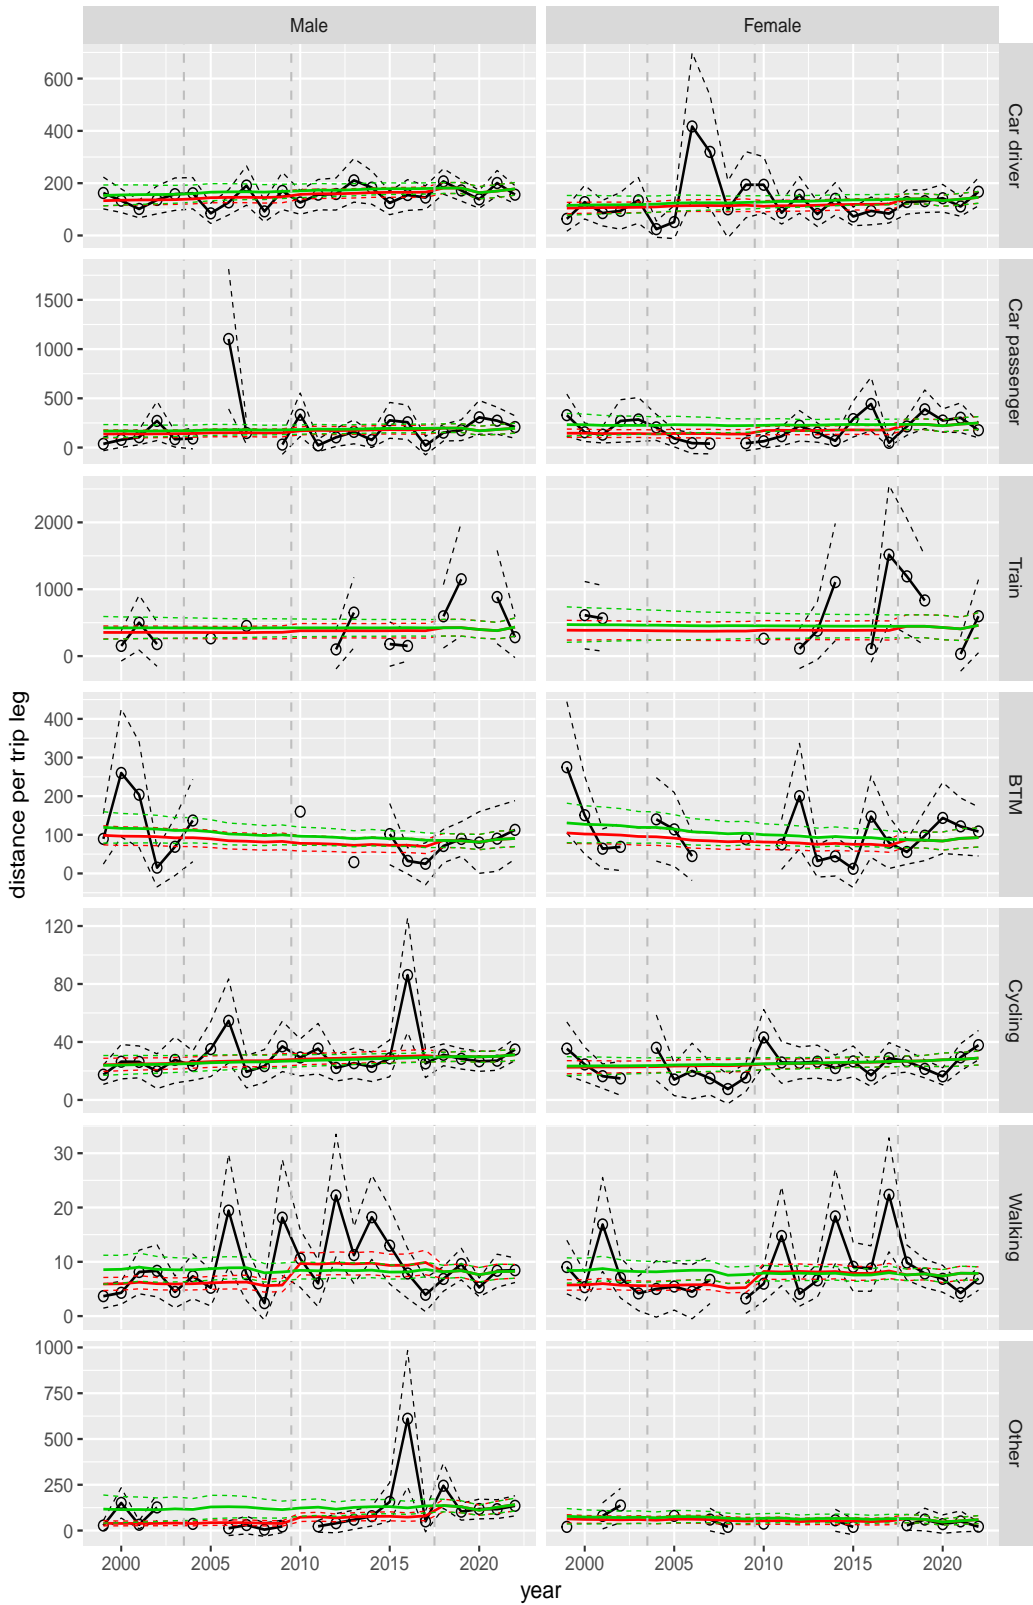 Male Female
600
400
200
0
Car driver
1500
1000
500
0
Car passenger
2000
1000
0
Train
400
300
200
100
0
BTM
distance per trip leg
120
80
40
0
Cycling
30
20
10
0
Walking
1000
750
500
250
0
Other
2000 2005 2010 2015 2020 2000 2005 2010 2015 2020
year